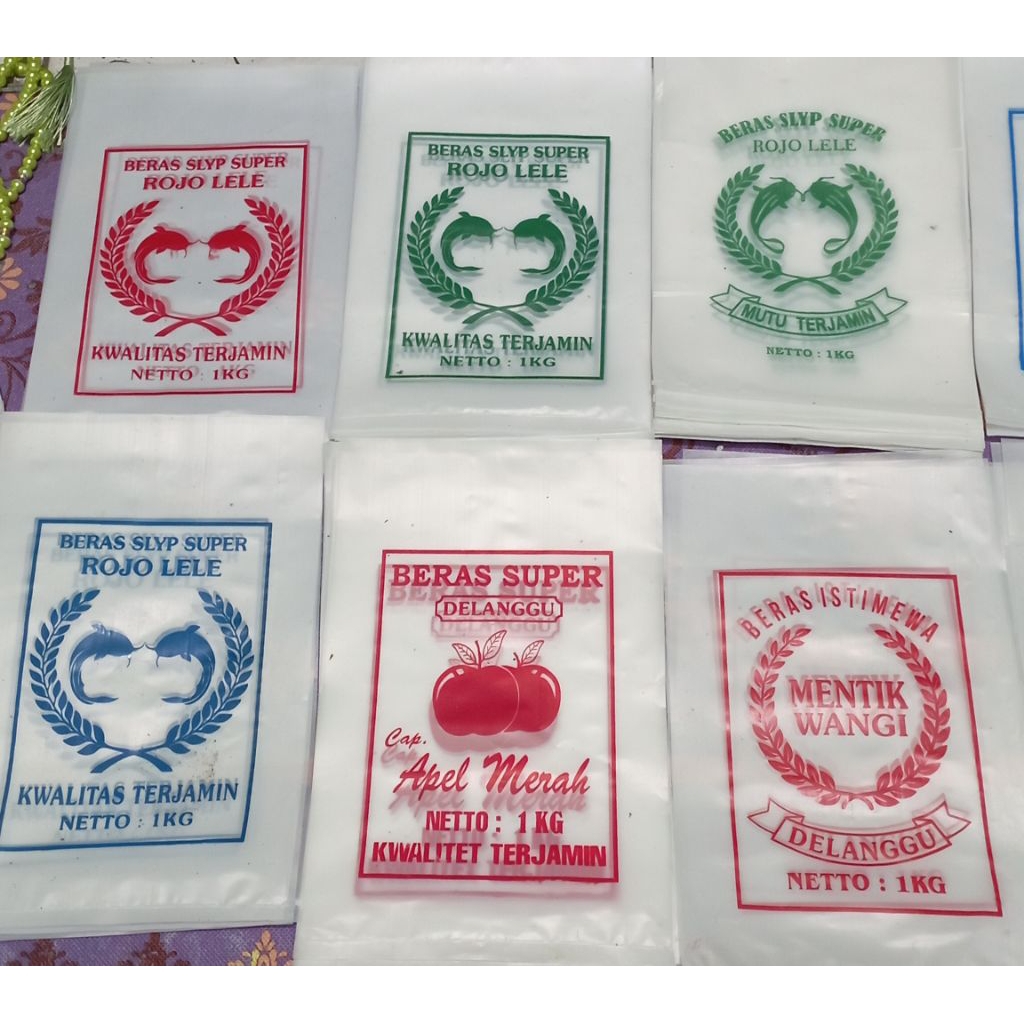 BERAS SLYP SUPER
ROJO LELE
KWALITAS TERJAMIN
NETTO : 1KG
BERAS SLYP SUPER
ROJO LELE
KWALITAS TERJAMIN
NETTO : 1KG
BERAS SLYP SUPER
ROJO LELE
MUTU TERJAMIN
NETTO : 1KG
BERAS SLYP SUPER
ROJO LELE
KWALITAS TERJAMIN
NETTO : 1KG
BERAS SUPER
DELANGGU
Cap.
Apel Merah
NETTO : 1 KG
KWALITET TERJAMIN
BERAS ISTIMEWA
MENTIK
WANGI
DELANGGU
NETTO : 1KG